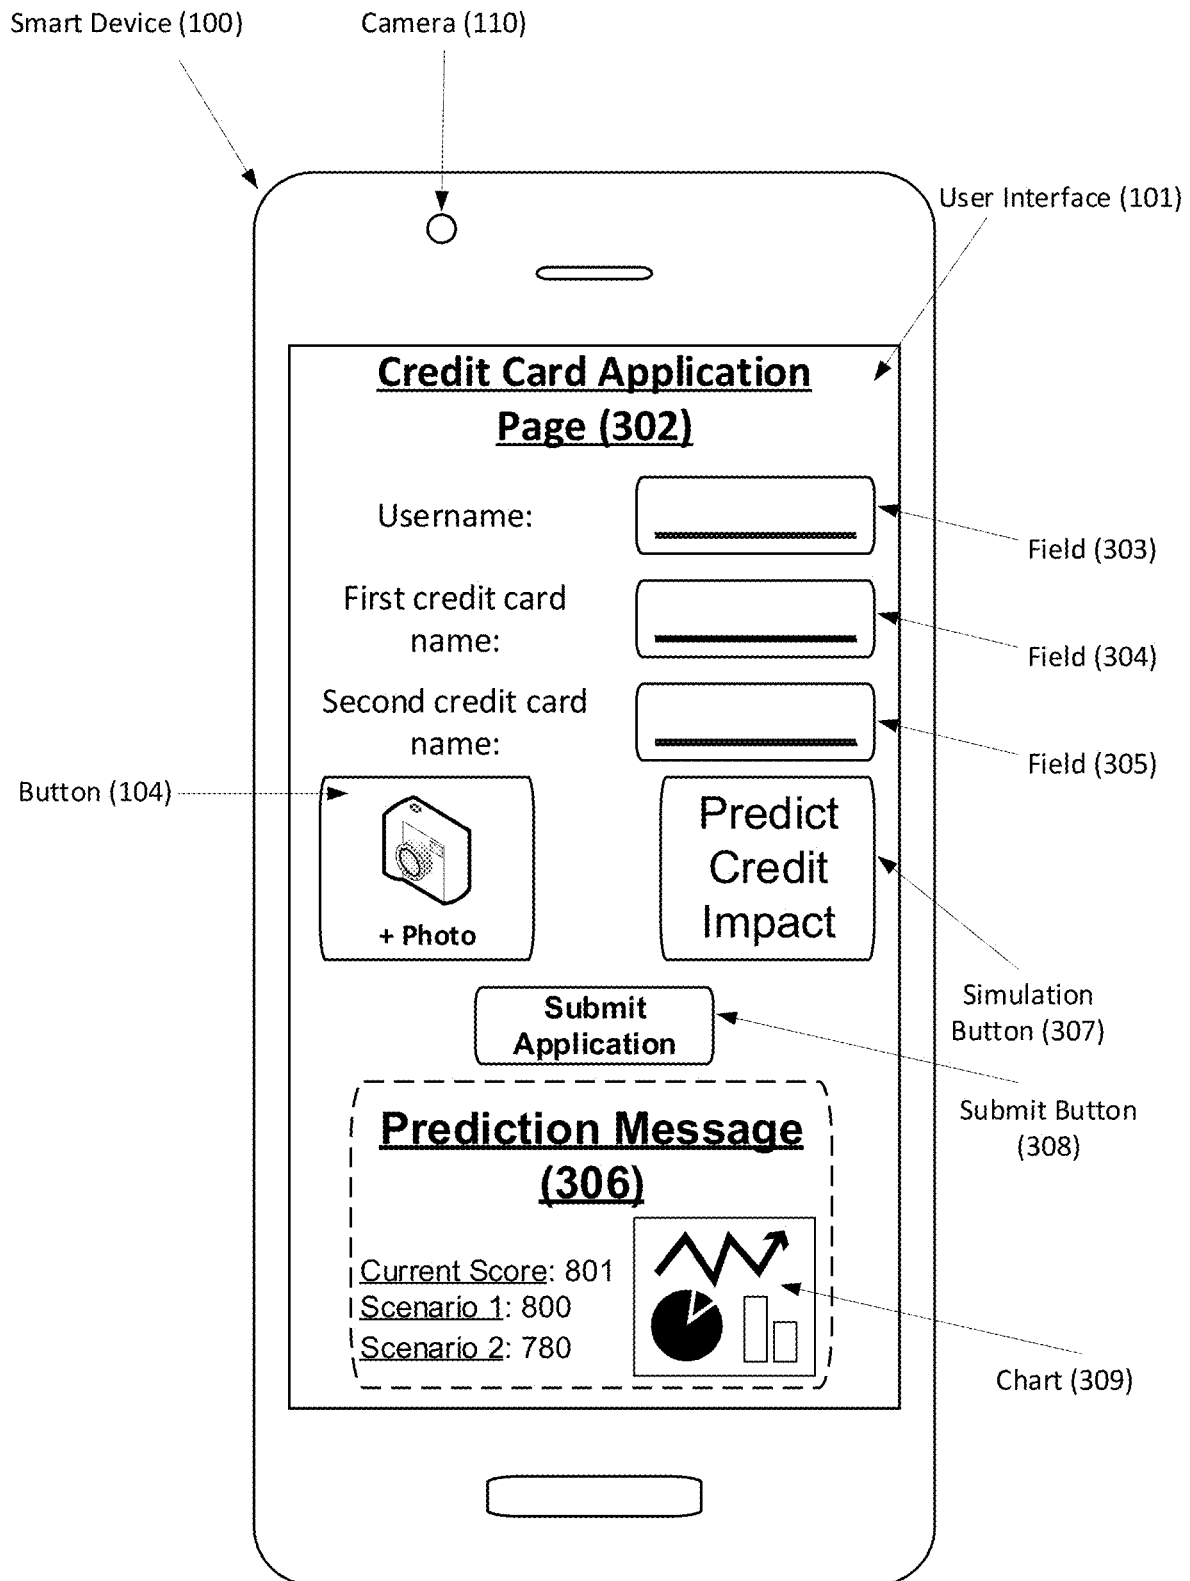 Smart Device (100)
Camera (110)
User Interface (101)
Credit Card Application
Page (302)
Username:
Field (303)
First credit card
name:
Field (304)
Second credit card
name:
Field (305)
Button (104)
+ Photo
Predict
Credit
Impact
Simulation
Button (307)
Submit
Application
Submit Button
(308)
Prediction Message
(306)
Current Score: 801
Scenario 1: 800
Scenario 2: 780
Chart (309)